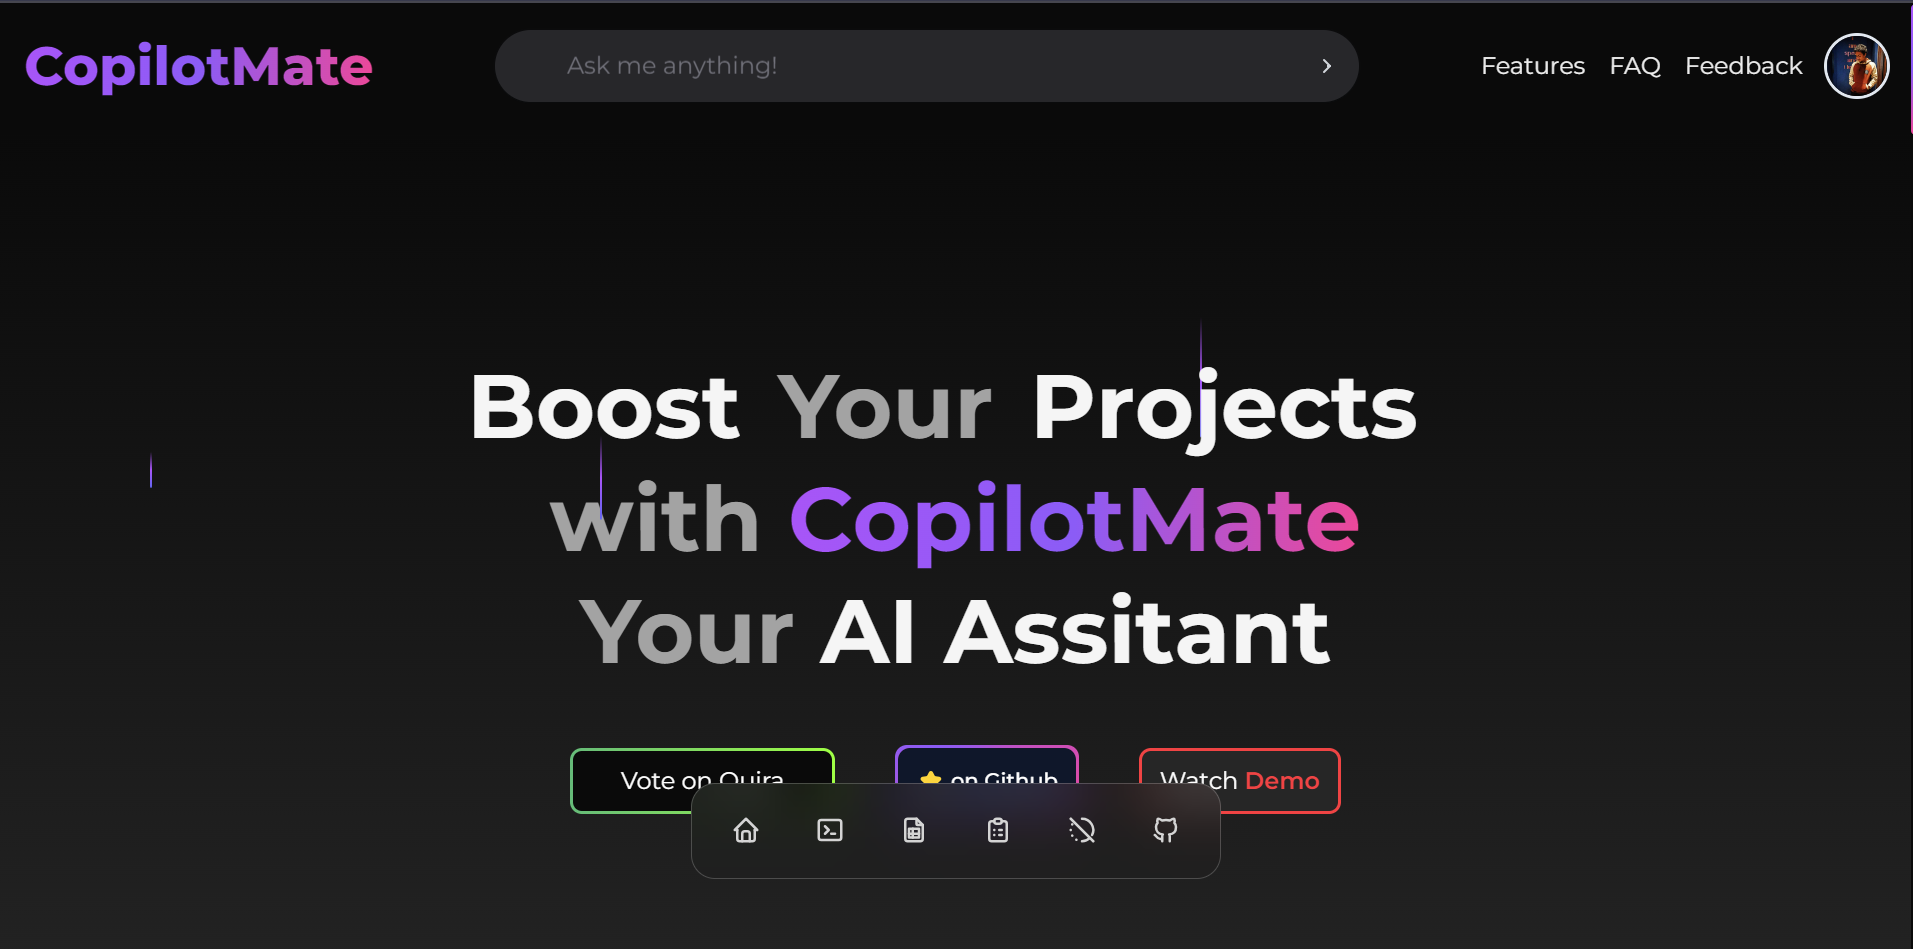 CopilotMate
Ask me anything!
Features FAQ Feedback
Boost Your Projects
with CopilotMate
Your AI Assitant
Vote on Quira
⭐ on Github
Watch Demo